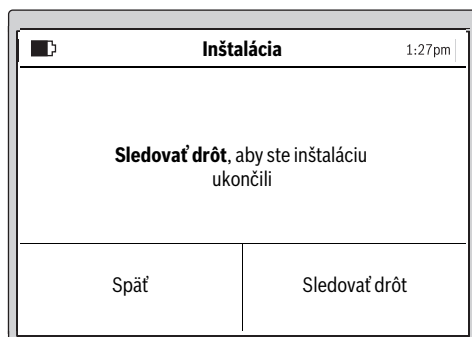 Inštalácia 1:27pm
Sledovať drôt, aby ste inštaláciu
ukončili
Späť Sledovať drôt